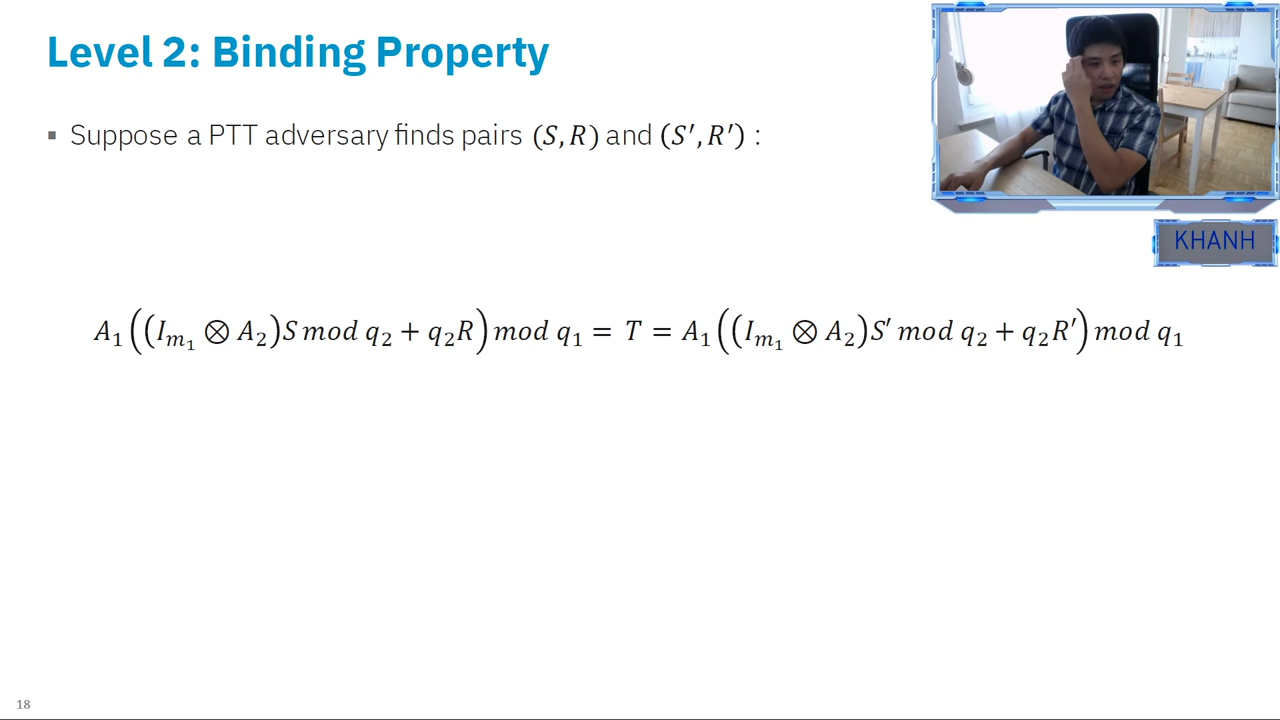 Level 2: Binding Property
▪ Suppose a PTT adversary finds pairs (S, R) and (S′, R′) :
KHANH
A₁((I_{m₁} ⊗ A₂)S mod q₂ + q₂R) mod q₁ = T = A₁((I_{m₁} ⊗ A₂)S′ mod q₂ + q₂R′) mod q₁
18